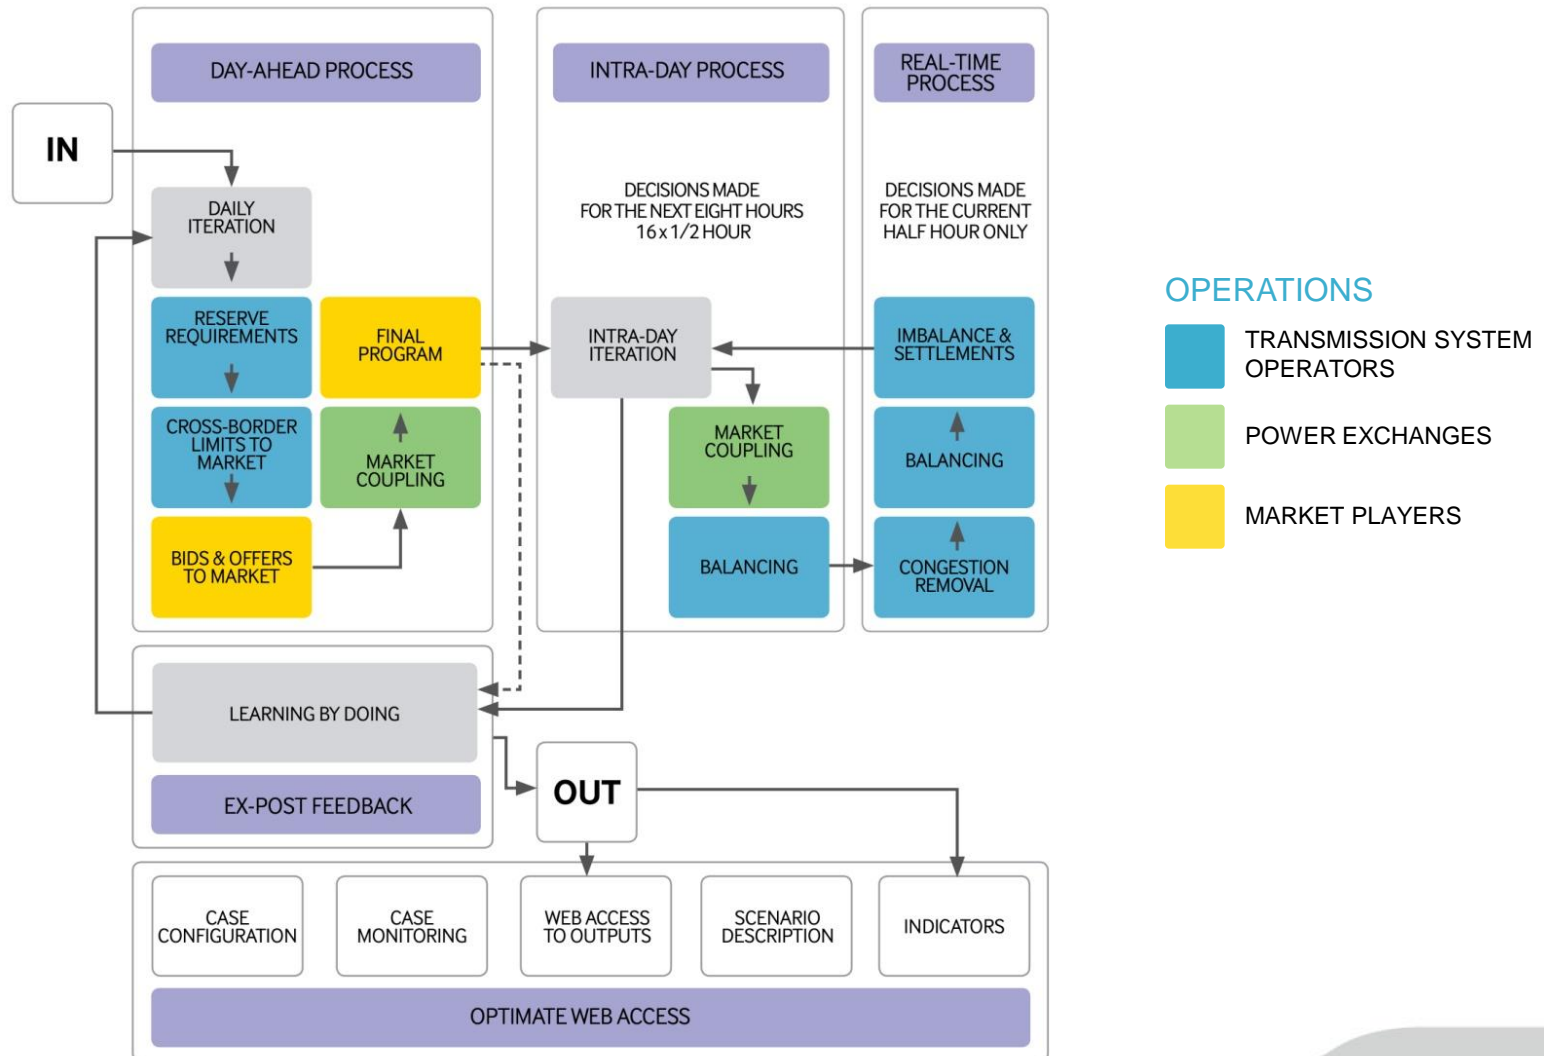 DAY-AHEAD PROCESS
INTRA-DAY PROCESS
REAL-TIME
PROCESS
IN
DAILY
ITERATION
DECISIONS MADE
FOR THE NEXT EIGHT HOURS
16 x 1/2 HOUR
DECISIONS MADE
FOR THE CURRENT
HALF HOUR ONLY
RESERVE
REQUIREMENTS
FINAL
PROGRAM
INTRA-DAY
ITERATION
IMBALANCE &
SETTLEMENTS
CROSS-BORDER
LIMITS TO
MARKET
MARKET
COUPLING
MARKET
COUPLING
BALANCING
BIDS & OFFERS
TO MARKET
BALANCING
CONGESTION
REMOVAL
OPERATIONS
TRANSMISSION SYSTEM
OPERATORS
POWER EXCHANGES
MARKET PLAYERS
LEARNING BY DOING
EX-POST FEEDBACK
OUT
CASE
CONFIGURATION
CASE
MONITORING
WEB ACCESS
TO OUTPUTS
SCENARIO
DESCRIPTION
INDICATORS
OPTIMATE WEB ACCESS